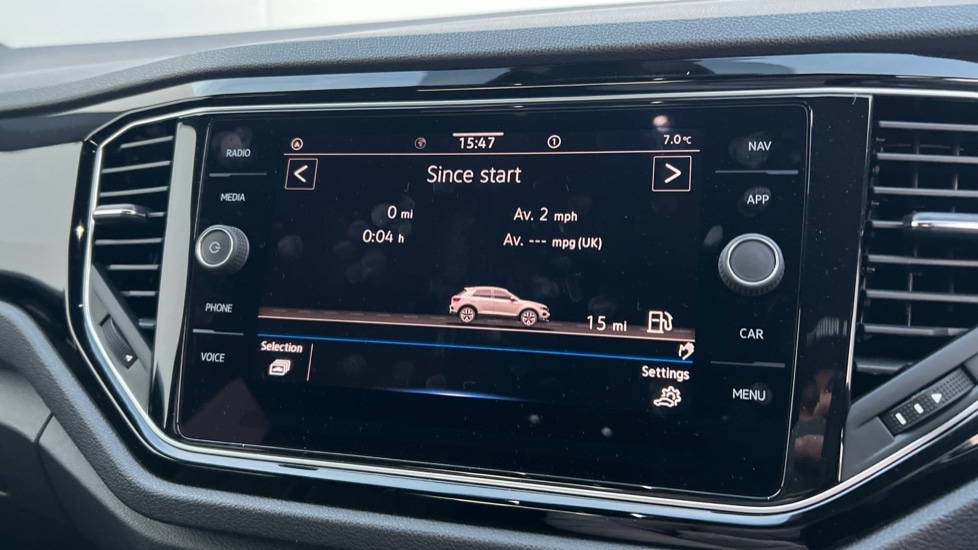 RADIO
MEDIA
PHONE
VOICE
15:47
1
7.0°C
< Since start >
0 mi
0:04 h
Av. 2 mph
Av. --- mpg (UK)
15 mi
Selection
Settings
NAV
APP
CAR
MENU